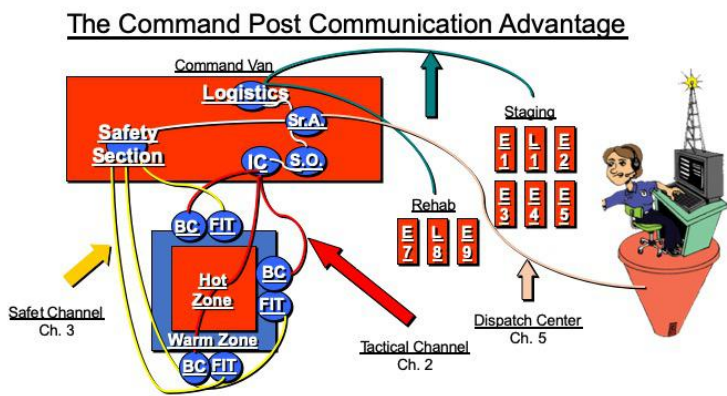 The Command Post Communication Advantage
Command Van
Logistics
Sr.A.
Safety
Section
IC
S.O.
Staging
E
1
L
1
E
2
E
3
E
4
E
5
Rehab
E
7
L
8
E
9
BC
FIT
Hot
Zone
BC
FIT
Warm Zone
BC
FIT
Safet Channel
Ch. 3
Tactical Channel
Ch. 2
Dispatch Center
Ch. 5